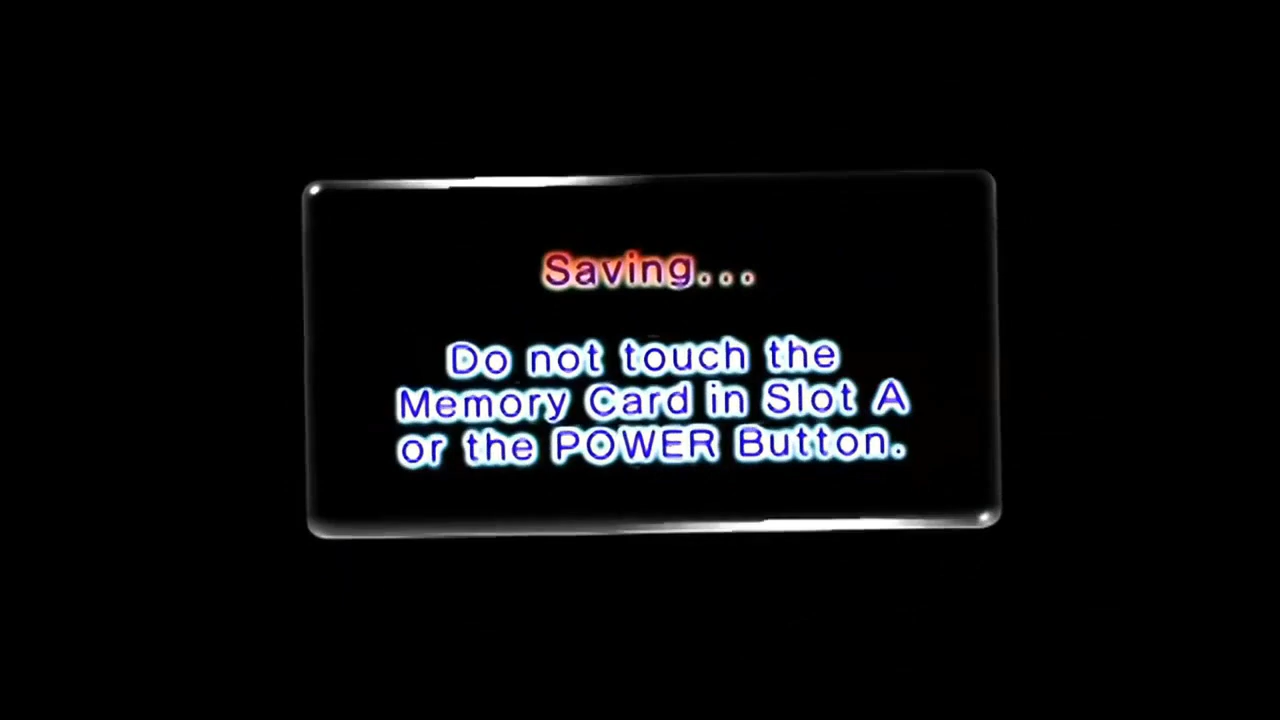 Saving...
Do not touch the
Memory Card in Slot A
or the POWER Button.